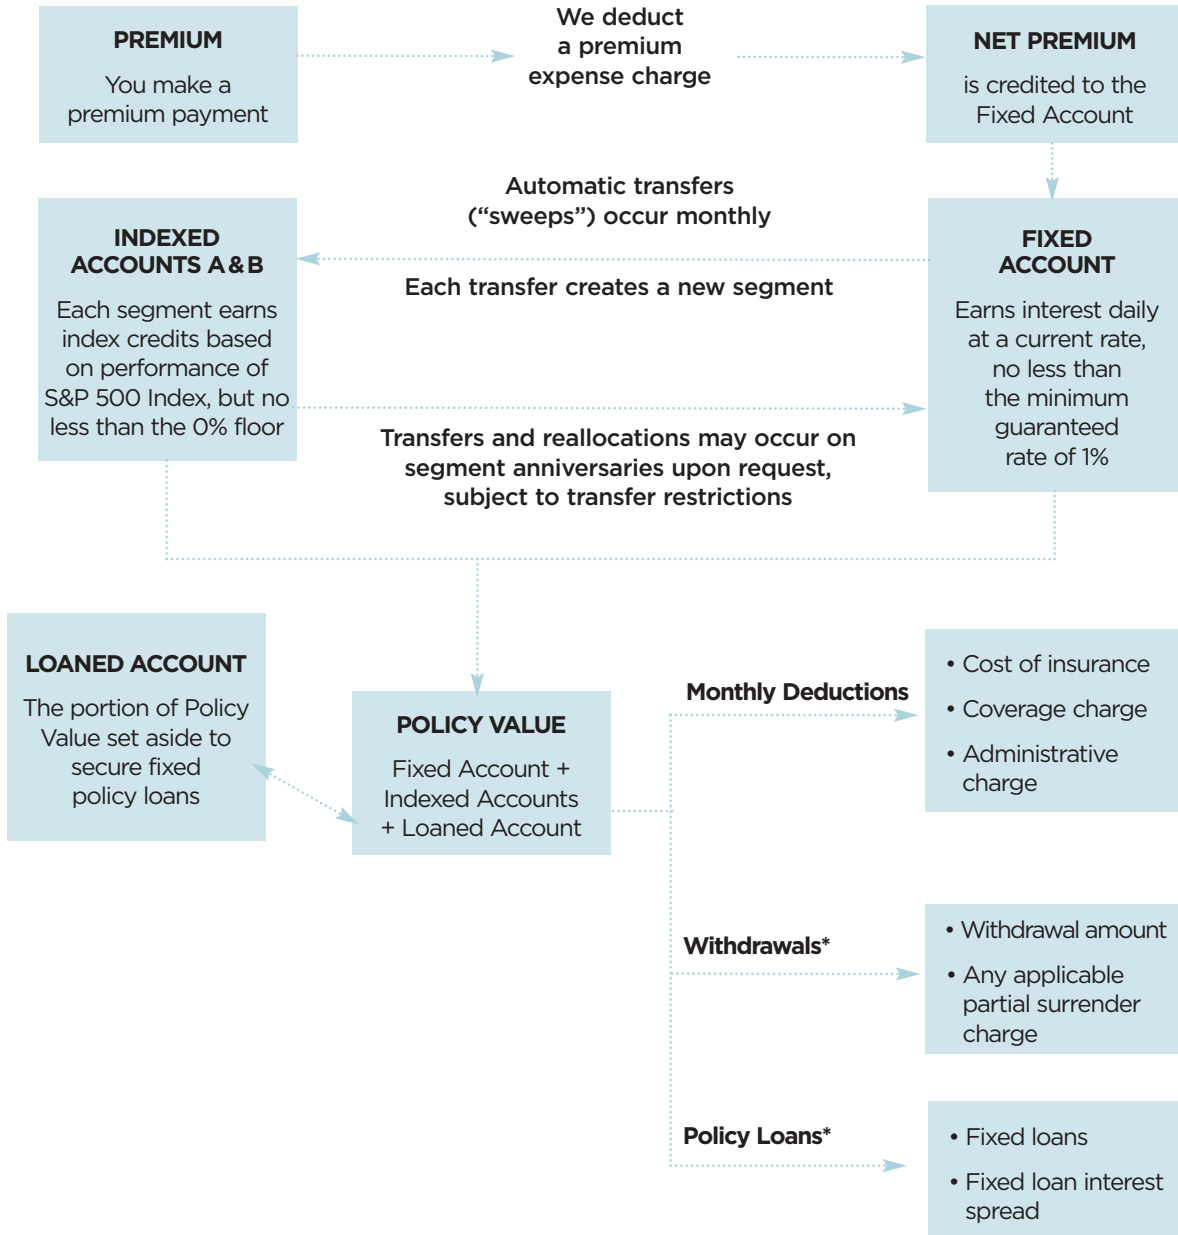 PREMIUM
You make a
premium payment
We deduct
a premium
expense charge
NET PREMIUM
is credited to the
Fixed Account
Automatic transfers
(“sweeps”) occur monthly
Each transfer creates a new segment
INDEXED
ACCOUNTS A & B
Each segment earns
index credits based
on performance of
S&P 500 Index, but no
less than the 0% floor
FIXED
ACCOUNT
Earns interest daily
at a current rate,
no less than
the minimum
guaranteed
rate of 1%
Transfers and reallocations may occur on
segment anniversaries upon request,
subject to transfer restrictions
LOANED ACCOUNT
The portion of Policy
Value set aside to
secure fixed
policy loans
POLICY VALUE
Fixed Account +
Indexed Accounts
+ Loaned Account
Monthly Deductions
• Cost of insurance
• Coverage charge
• Administrative
charge
Withdrawals*
• Withdrawal amount
• Any applicable
partial surrender
charge
Policy Loans*
• Fixed loans
• Fixed loan interest
spread